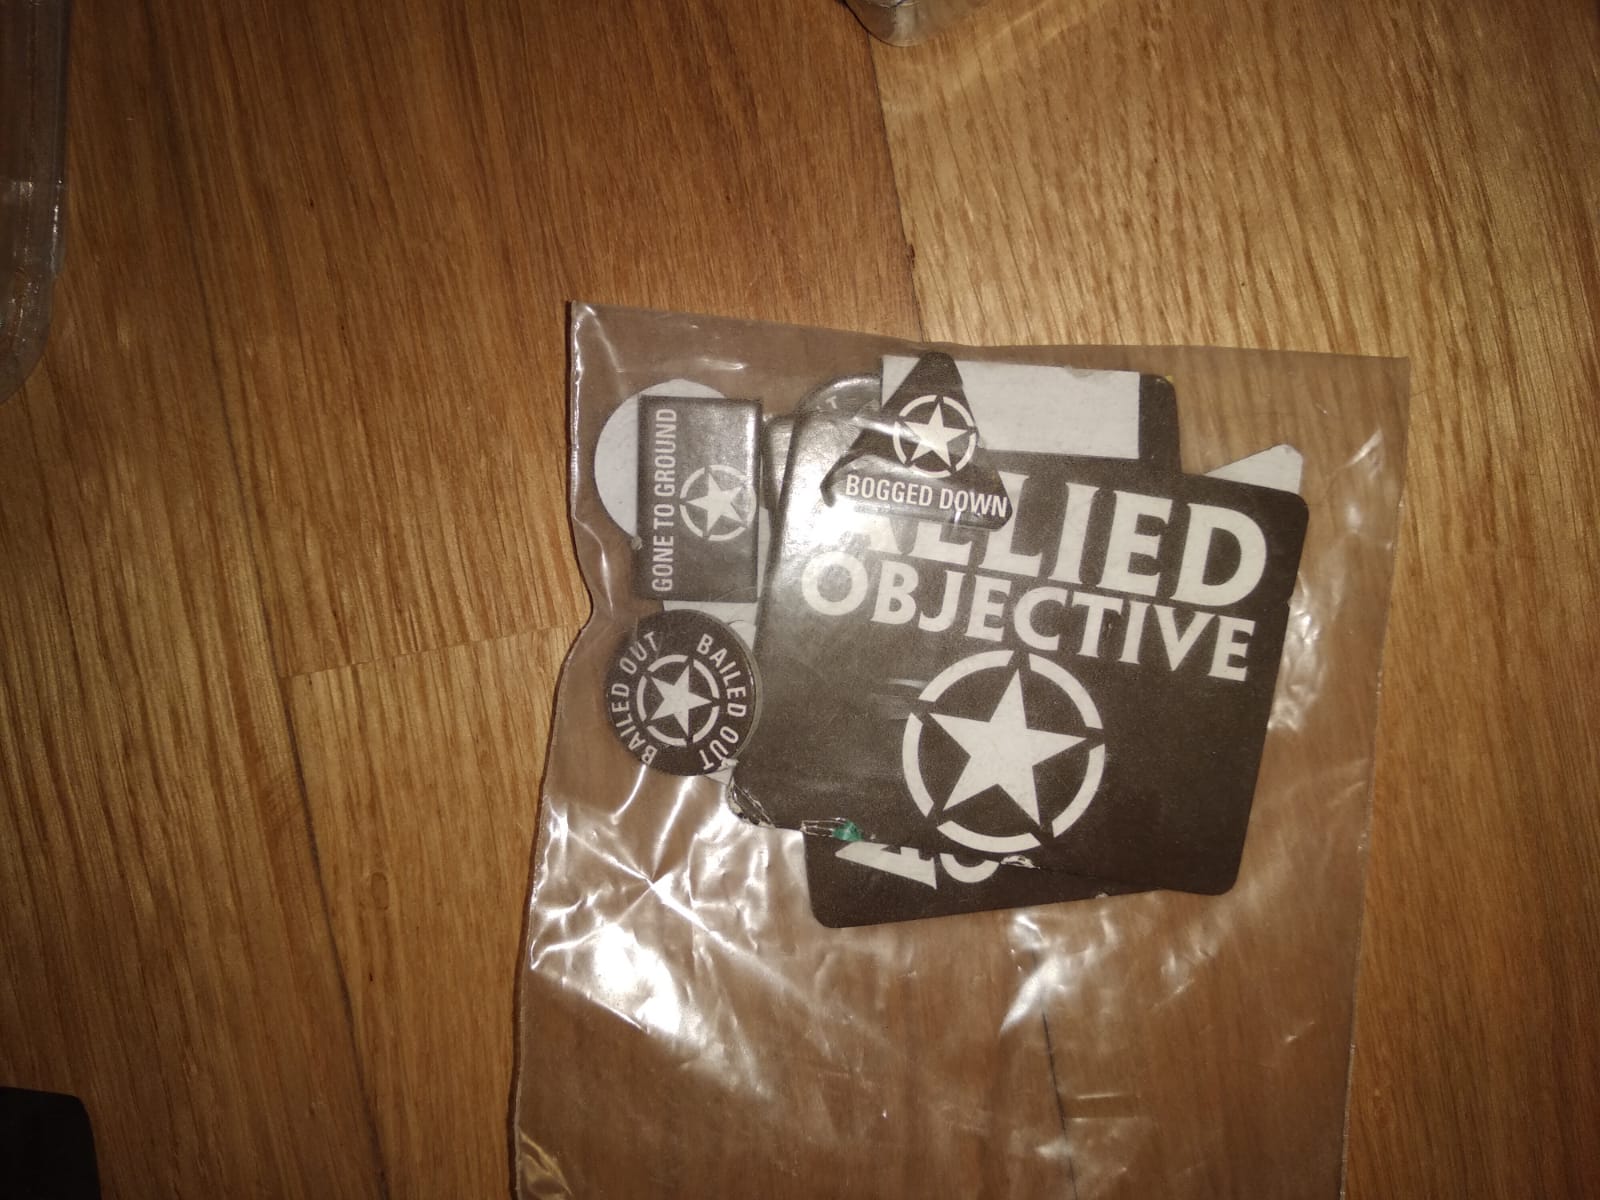 GONE TO GROUND
BOGGED DOWN
ALLIED
OBJECTIVE
BAILED OUT
BAILED OUT